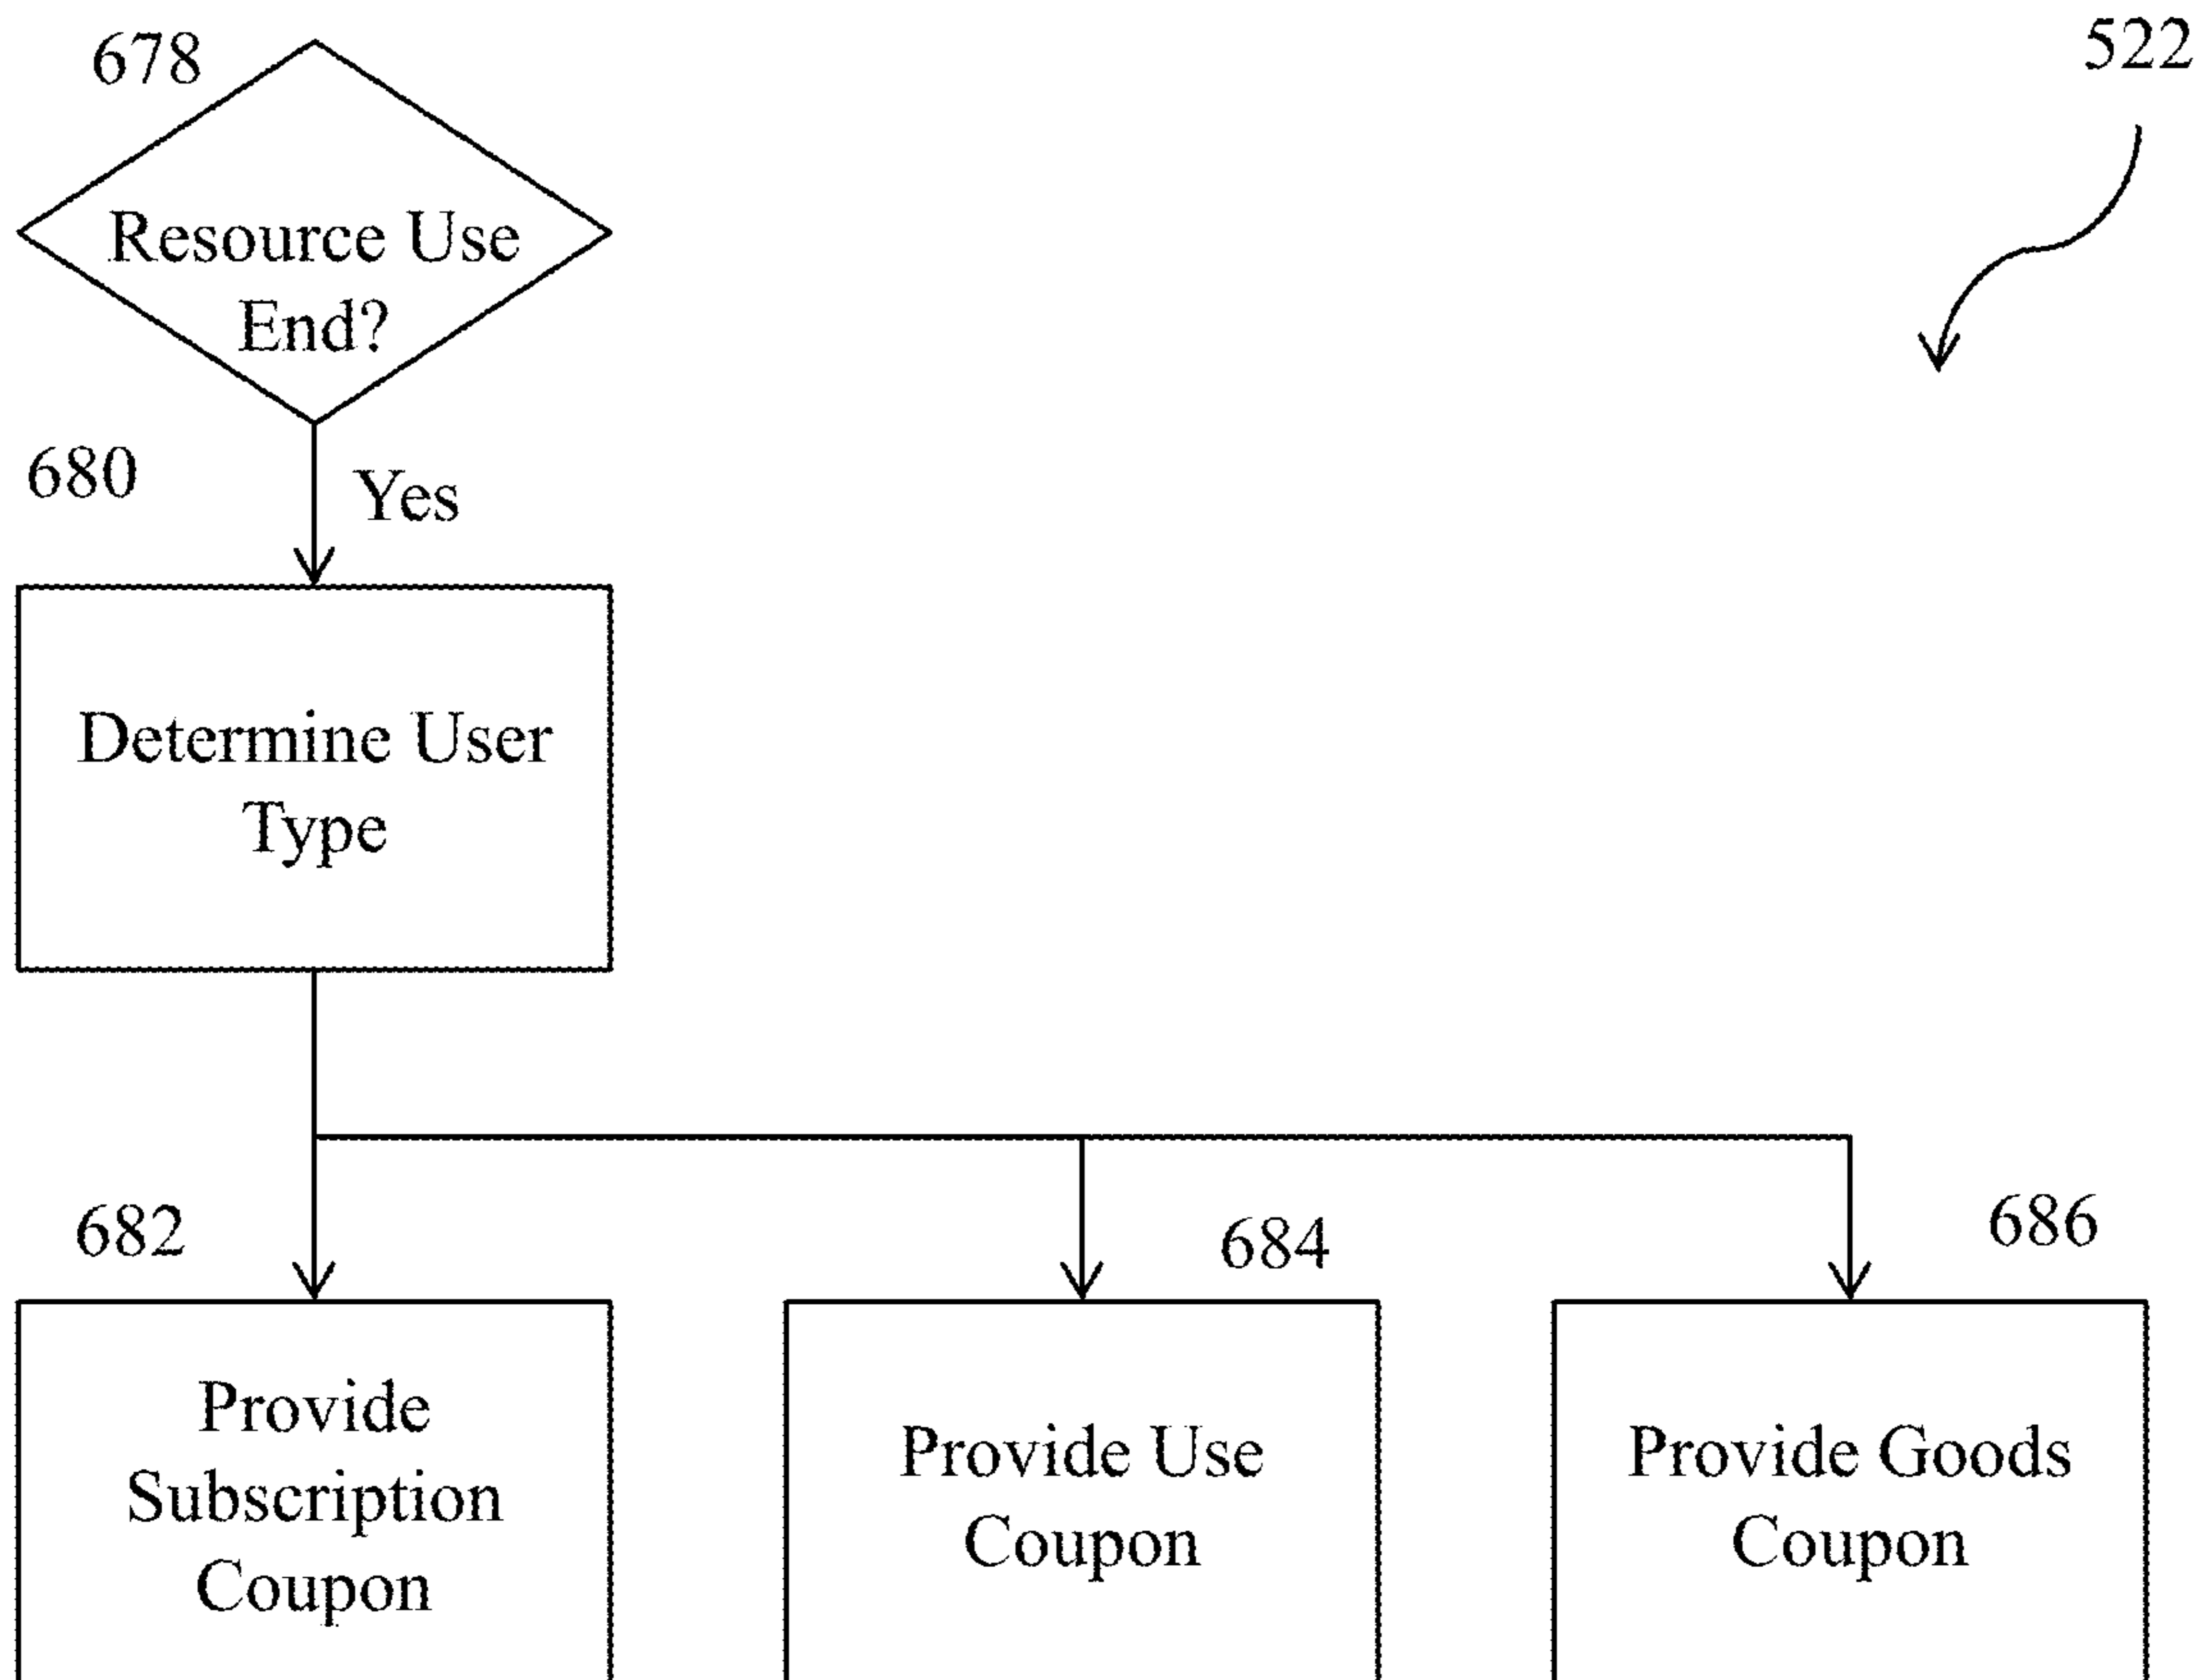 678
522
Resource Use
End?
680
Yes
Determine User
Type
682
684
686
Provide
Subscription
Coupon
Provide Use
Coupon
Provide Goods
Coupon